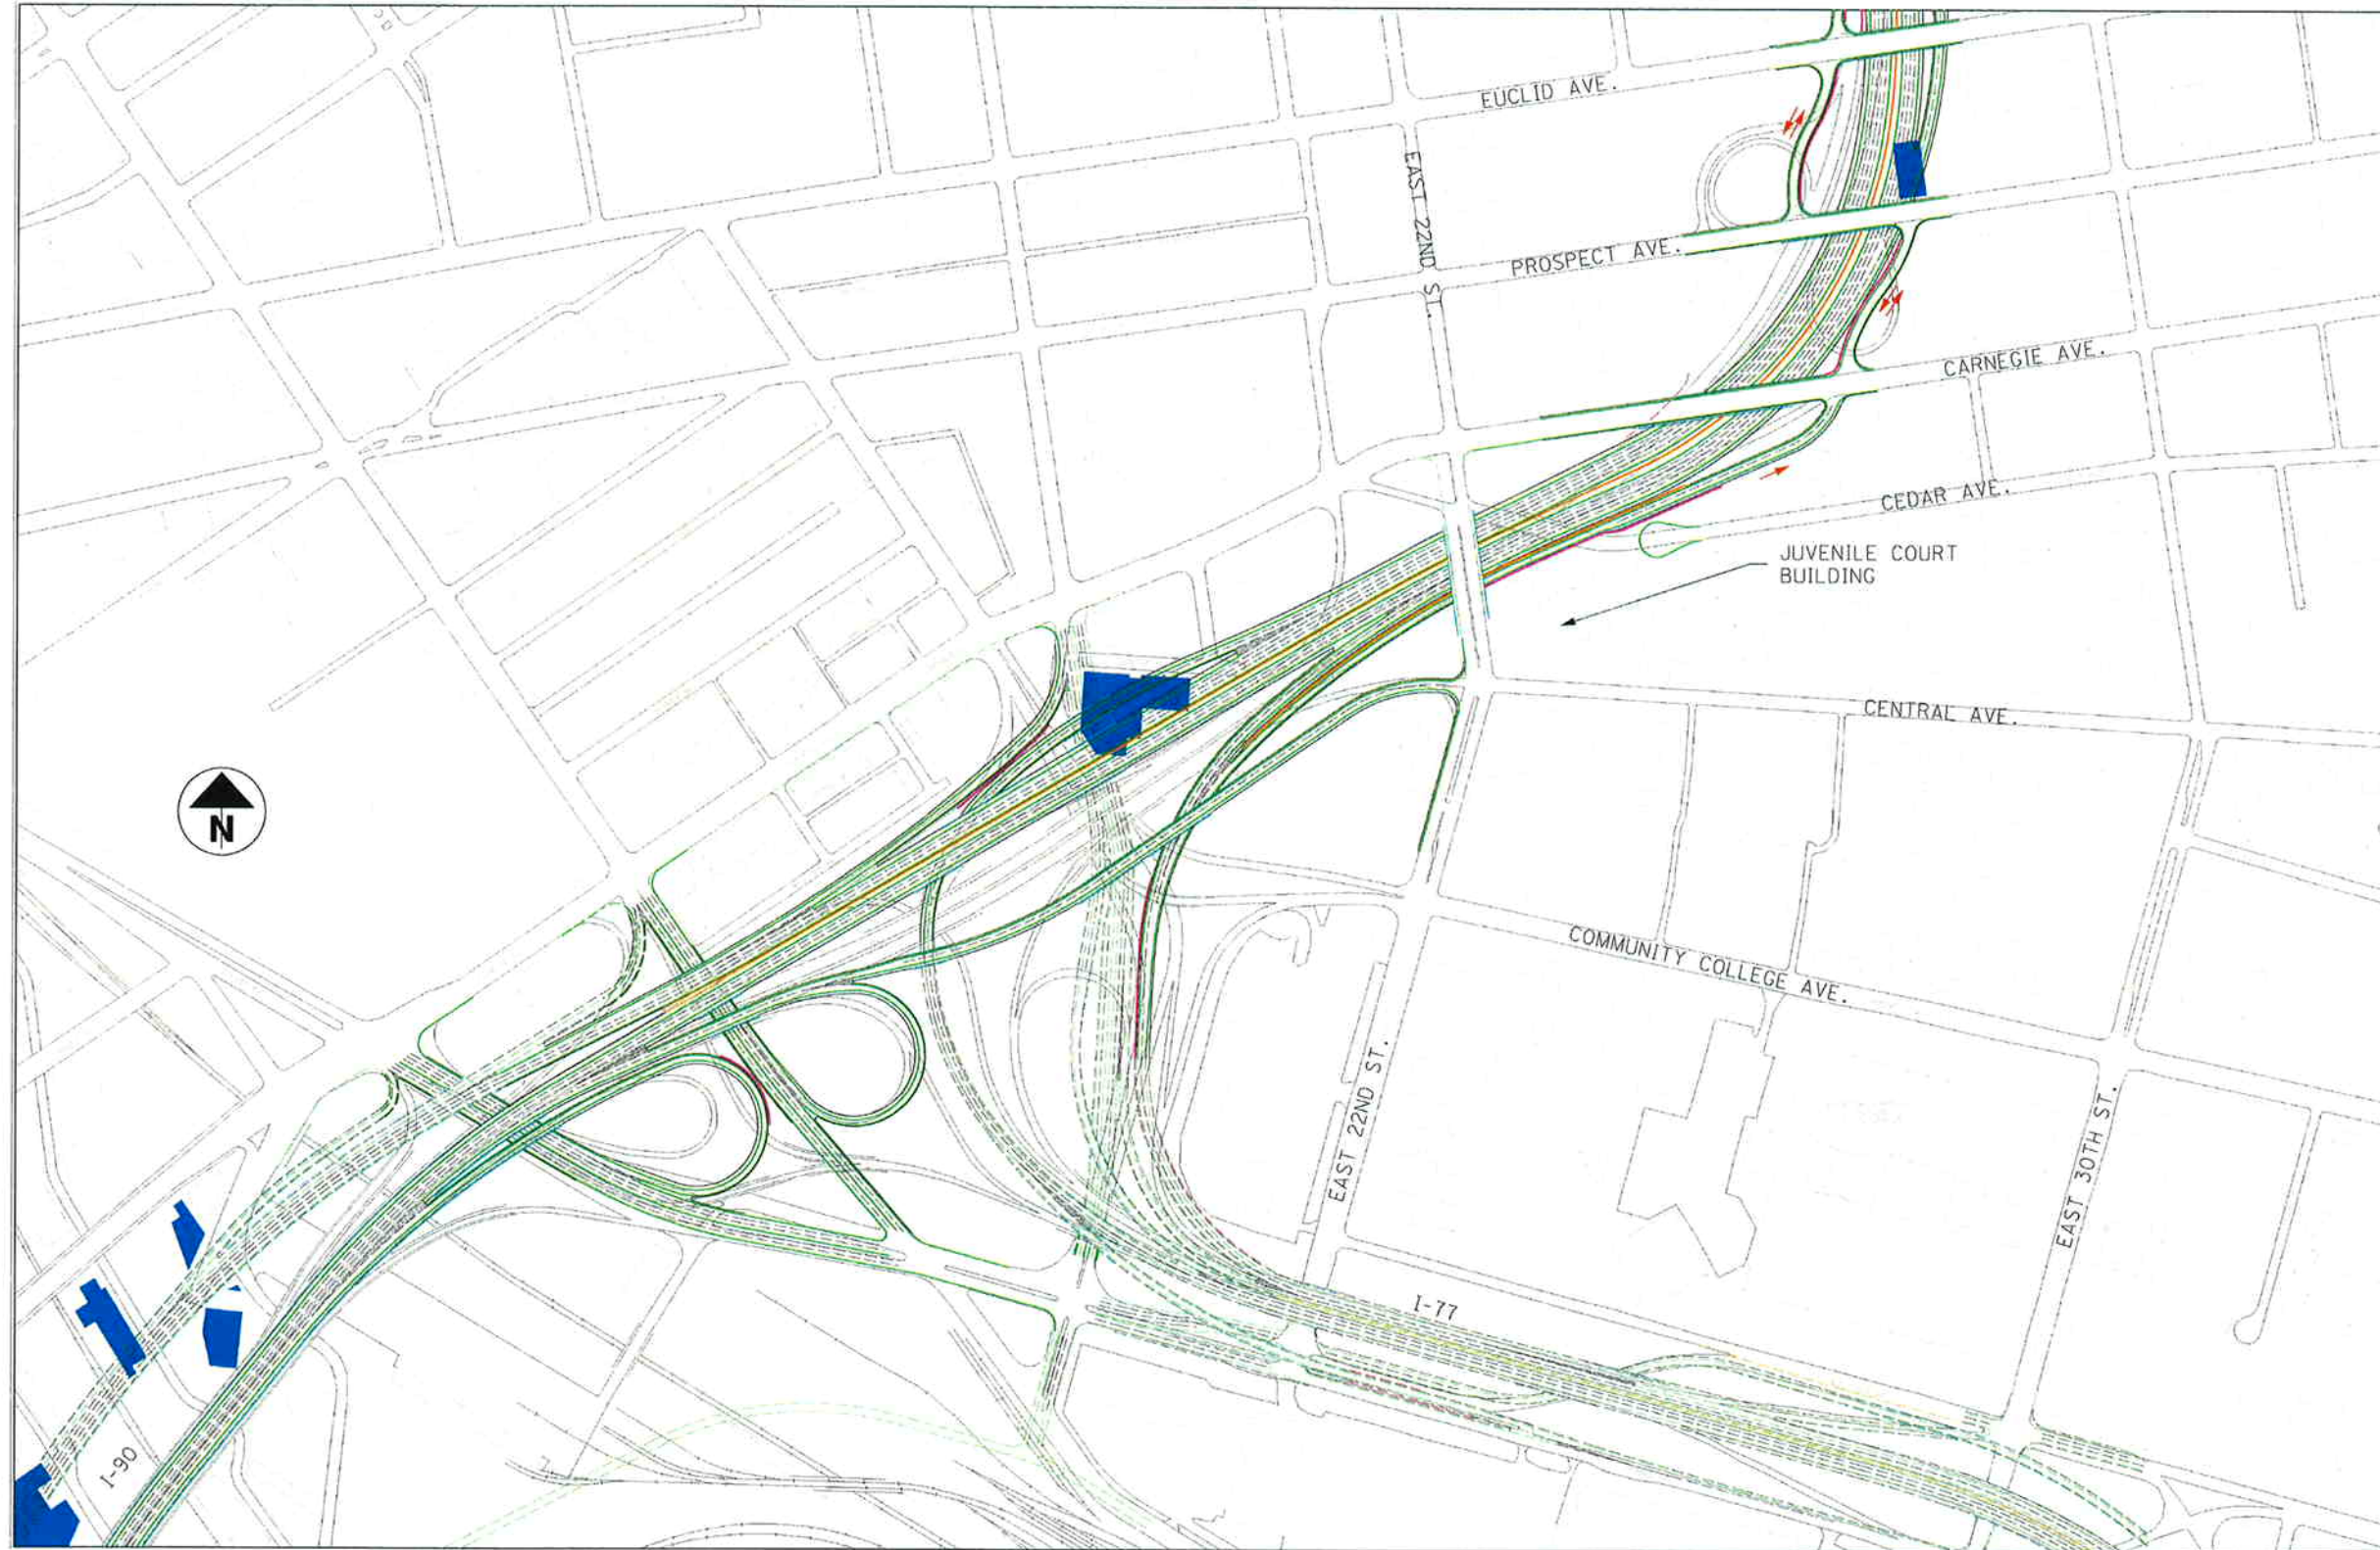 EUCLID AVE.
EAST 22ND ST.
PROSPECT AVE.
CARNEGIE AVE.
CEDAR AVE.
JUVENILE COURT
BUILDING
CENTRAL AVE.
N
COMMUNITY COLLEGE AVE.
EAST 22ND ST.
EAST 30TH ST.
I-77
I-90